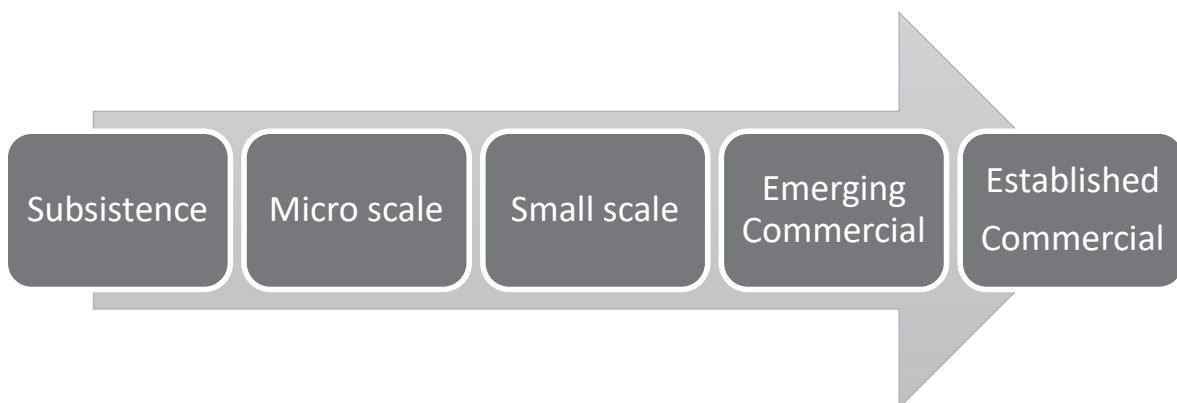 Subsistence
Micro scale
Small scale
Emerging
Commercial
Established
Commercial